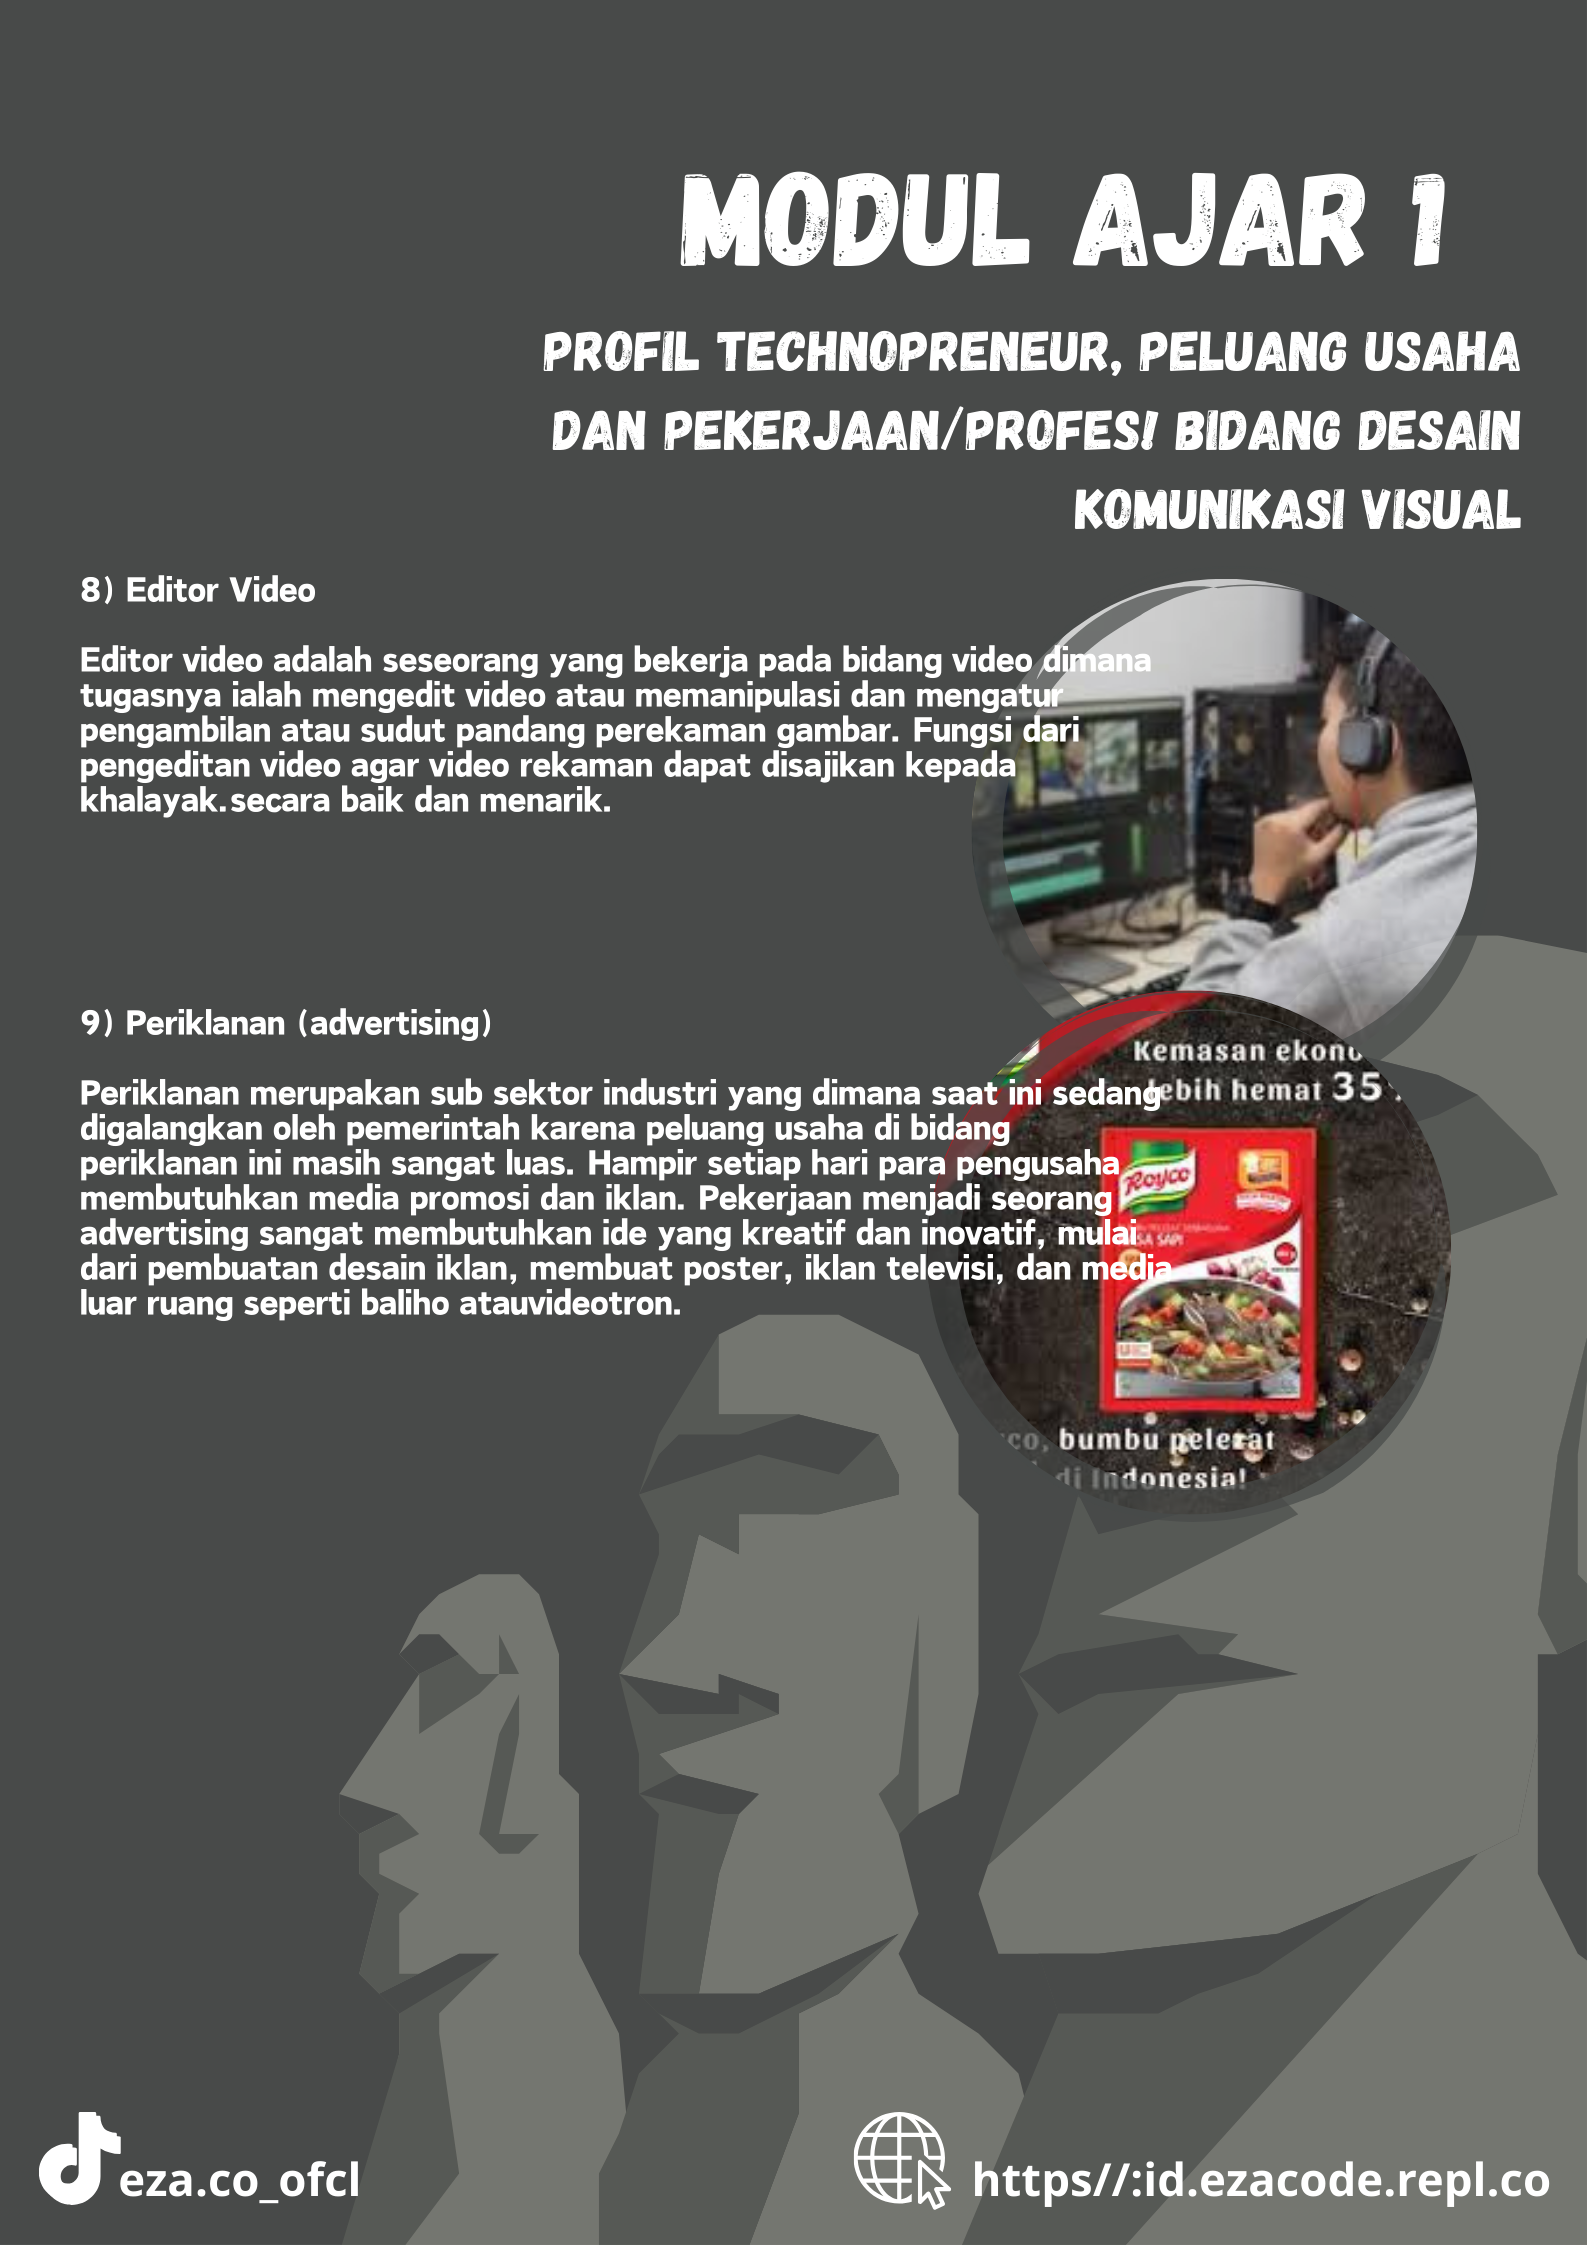 MODUL AJAR 1
PROFIL TECHNOPRENEUR, PELUANG USAHA
DAN PEKERJAAN/PROFES! BIDANG DESAIN
KOMUNIKASI VISUAL
8) Editor Video
Editor video adalah seseorang yang bekerja pada bidang video dimana
tugasnya ialah mengedit video atau memanipulasi dan mengatur
pengambilan atau sudut pandang perekaman gambar. Fungsi dari
pengeditan video agar video rekaman dapat disajikan kepada
khalayak.secara baik dan menarik.
9) Periklanan (advertising)
Periklanan merupakan sub sektor industri yang dimana saat ini sedang
digalangkan oleh pemerintah karena peluang usaha di bidang
periklanan ini masih sangat luas. Hampir setiap hari para pengusaha
membutuhkan media promosi dan iklan. Pekerjaan menjadi seorang
advertising sangat membutuhkan ide yang kreatif dan inovatif, mulai
dari pembuatan desain iklan, membuat poster, iklan televisi, dan media
luar ruang seperti baliho atauvideotron.
Kemasan ekono
lebih hemat 35
Knorr
Royco
SA SAPI
co, bumbu pelezat
di Indonesia!
eza.co_ofcl
https//:id.ezacode.repl.co